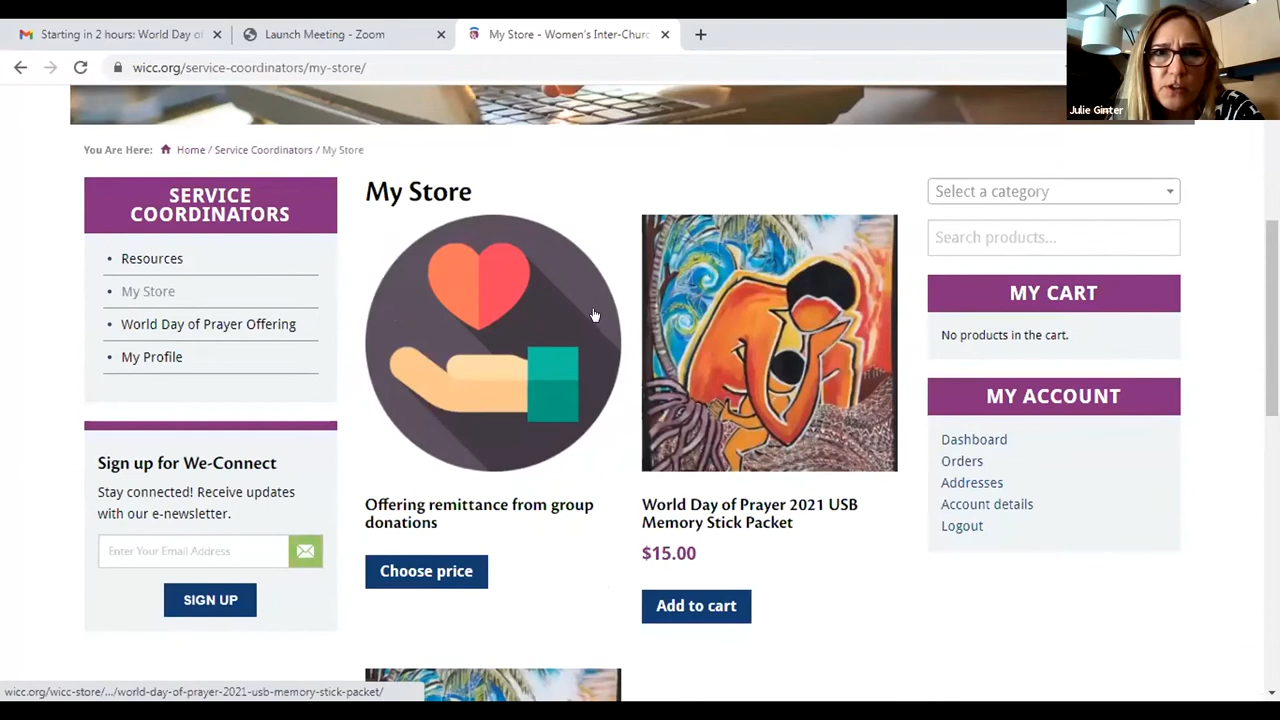 Starting in 2 hours: World Day of
Launch Meeting - Zoom
My Store - Women's Inter-Churc
wicc.org/service-coordinators/my-store/
Julie Ginter
You Are Here: Home / Service Coordinators / My Store
SERVICE
COORDINATORS
• Resources
• My Store
• World Day of Prayer Offering
• My Profile
Sign up for We-Connect
Stay connected! Receive updates
with our e-newsletter.
Enter Your Email Address
SIGN UP
My Store
Offering remittance from group
donations
Choose price
World Day of Prayer 2021 USB
Memory Stick Packet
$15.00
Add to cart
Select a category
Search products...
MY CART
No products in the cart.
MY ACCOUNT
Dashboard
Orders
Addresses
Account details
Logout
wicc.org/wicc-store/.../world-day-of-prayer-2021-usb-memory-stick-packet/